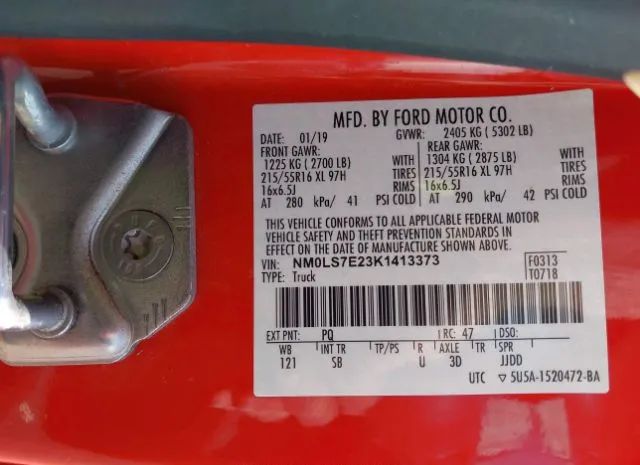 MFD. BY FORD MOTOR CO.
DATE: 01/19 GVWR: 2405 KG ( 5302 LB)
FRONT GAWR: REAR GAWR:
1225 KG ( 2700 LB) WITH 1304 KG ( 2875 LB) WITH
215/55R16 XL 97H TIRES 215/55R16 XL 97H TIRES
16x6.5J RIMS 16x6.5J RIMS
AT 280 kPa/ 41 PSI COLD AT 290 kPa/ 42 PSI COLD
THIS VEHICLE CONFORMS TO ALL APPLICABLE FEDERAL MOTOR
VEHICLE SAFETY AND THEFT PREVENTION STANDARDS IN EFFECT
ON THE DATE OF MANUFACTURE SHOWN ABOVE.
VIN: NM0LS7E23K1413373 F0313
TYPE: Truck T0718
EXT PNT: PQ RC: 47 DSO:
WB INT TR TP/PS R AXLE TR SPR
121 SB U 3D JJDD
UTC ▽ 5U5A-1520472-BA